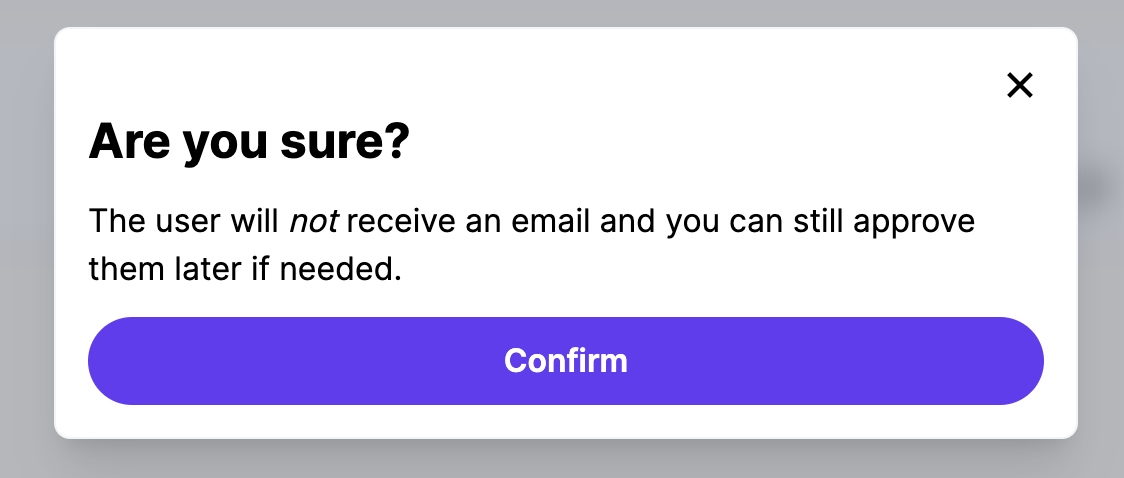 Are you sure?
The user will not receive an email and you can still approve
them later if needed.
Confirm